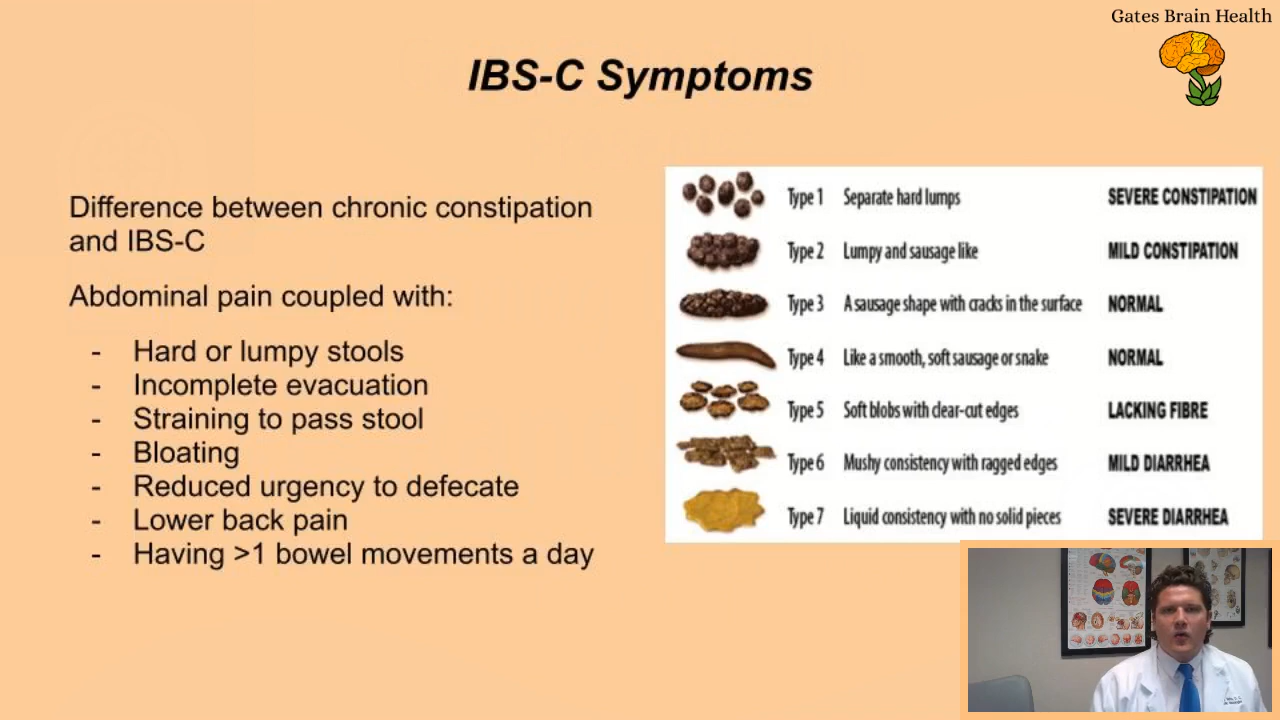 Gates Brain Health
IBS-C Symptoms
Difference between chronic constipation
and IBS-C
Abdominal pain coupled with:
- Hard or lumpy stools
- Incomplete evacuation
- Straining to pass stool
- Bloating
- Reduced urgency to defecate
- Lower back pain
- Having >1 bowel movements a day
Type 1 Separate hard lumps SEVERE CONSTIPATION
Type 2 Lumpy and sausage like MILD CONSTIPATION
Type 3 A sausage shape with cracks in the surface NORMAL
Type 4 Like a smooth, soft sausage or snake NORMAL
Type 5 Soft blobs with clear-cut edges LACKING FIBRE
Type 6 Mushy consistency with ragged edges MILD DIARRHEA
Type 7 Liquid consistency with no solid pieces SEVERE DIARRHEA